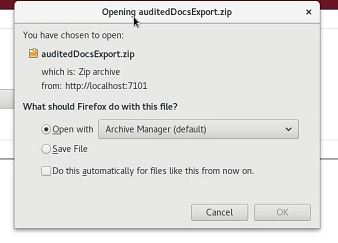 Opening auditedDocsExport.zip
You have chosen to open:
auditedDocsExport.zip
which is: Zip archive
from: http://localhost:7101
What should Firefox do with this file?
Open with Archive Manager (default)
Save File
Do this automatically for files like this from now on.
Cancel OK